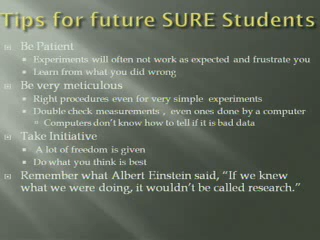 Tips for future SURE Students
Be Patient
Experiments will often not work as expected and frustrate you
Learn from what you did wrong
Be very meticulous
Right procedures even for very simple experiments
Double check measurements , even ones done by a computer
Computers don't know how to tell if it is bad data
Take Initiative
A lot of freedom is given
Do what you think is best
Remember what Albert Einstein said, "If we knew
what we were doing, it wouldn't be called research."